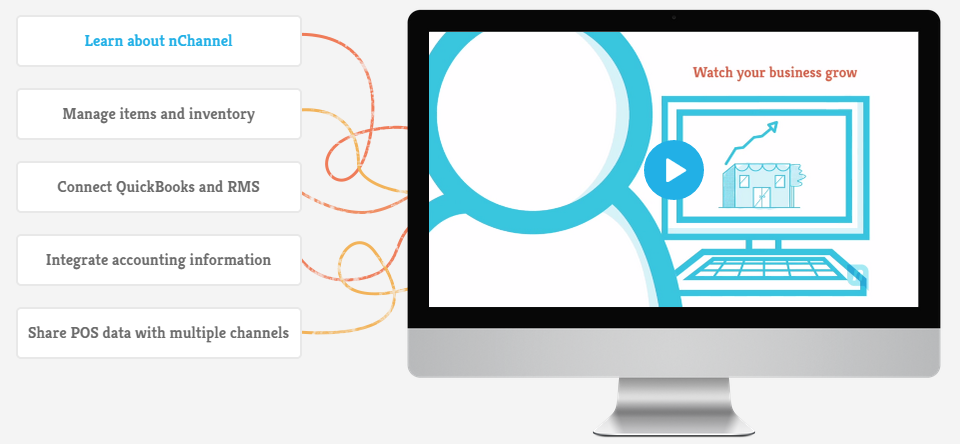 Learn about nChannel
Manage items and inventory
Connect QuickBooks and RMS
Integrate accounting information
Share POS data with multiple channels
Watch your business grow